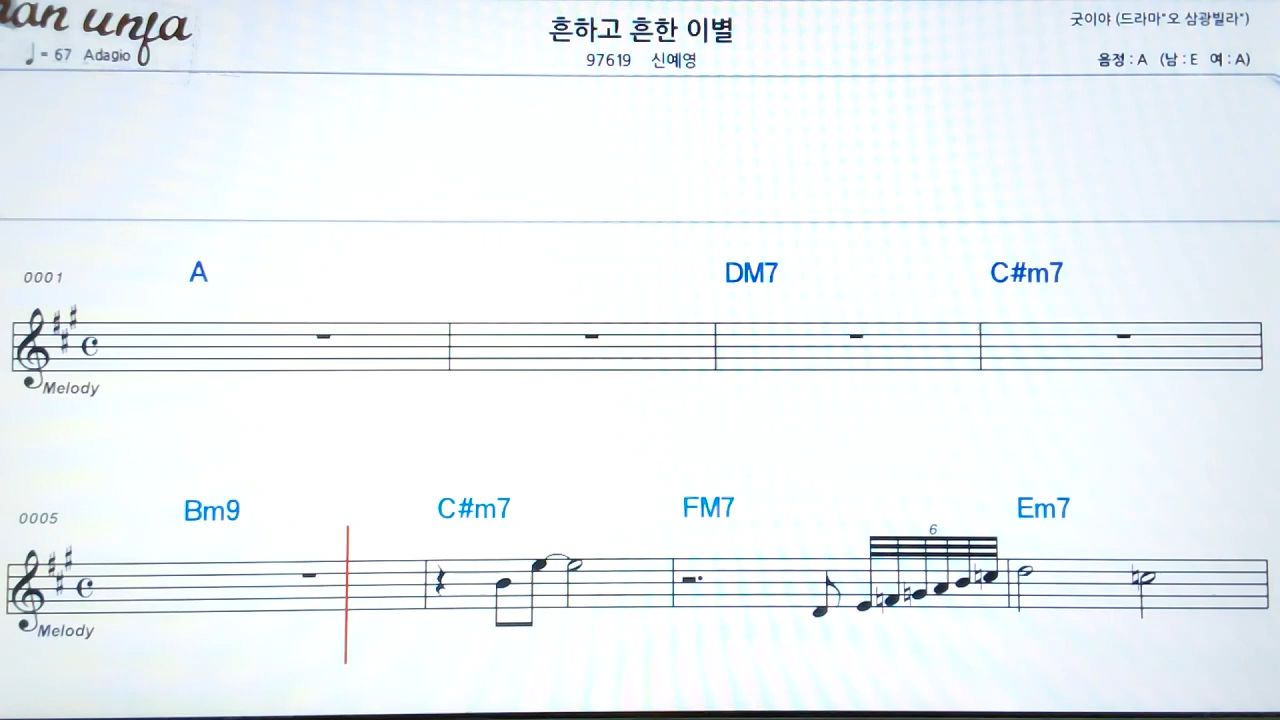 흔하고 흔한 이별
굿이야 (드라마"오 삼광빌라")
♩= 67 Adagio
97619 신예영
음정 : A (남 : E 여 : A)
0001 A DM7 C#m7
Melody
0005 Bm9 C#m7 FM7 Em7
6
Melody